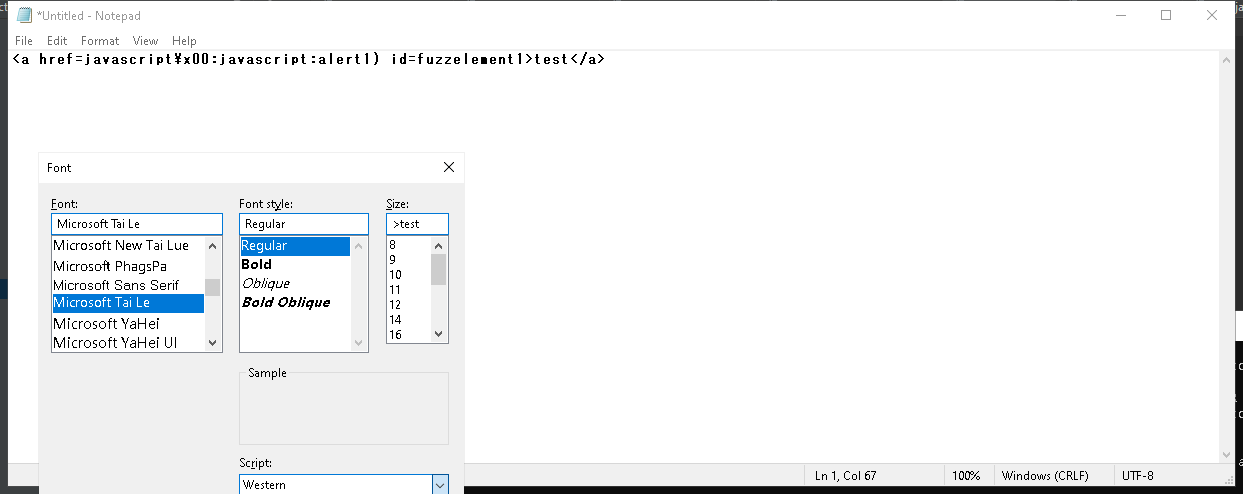 *Untitled - Notepad
File Edit Format View Help
<a href=javascript¥x00:javascript:alert1) id=fuzzelement1>test</a>
Font
Font: Font style: Size:
Microsoft Tai Le Regular >test
Microsoft New Tai Lue Regular 8
Microsoft PhagsPa Bold 9
Microsoft Sans Serif Oblique 10
Microsoft Tai Le Bold Oblique 11
Microsoft YaHei 12
Microsoft YaHei UI 14
16
Sample
Script:
Western
Ln 1, Col 67 100% Windows (CRLF) UTF-8